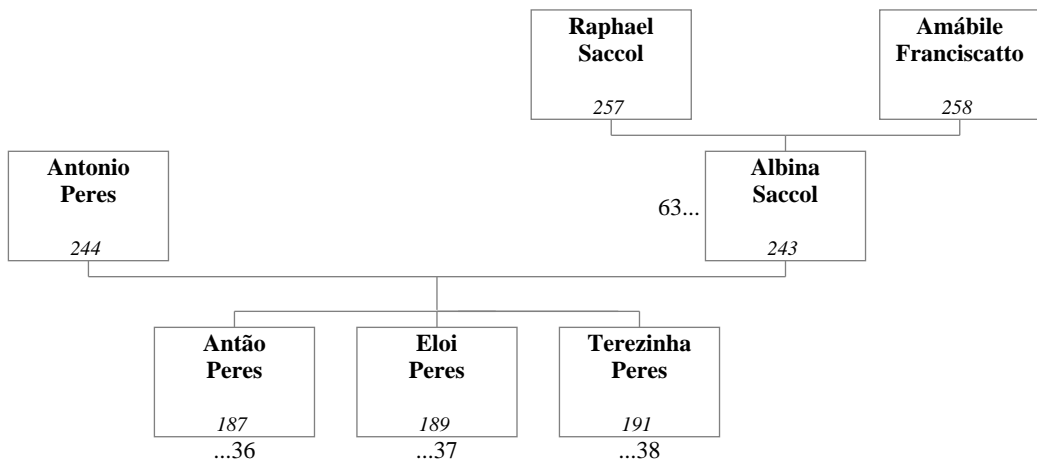 Raphael
Saccol
257
Amábile
Franciscatto
258
Antonio
Peres
244
63...
Albina
Saccol
243
Antão
Peres
187
...36
Eloi
Peres
189
...37
Terezinha
Peres
191
...38